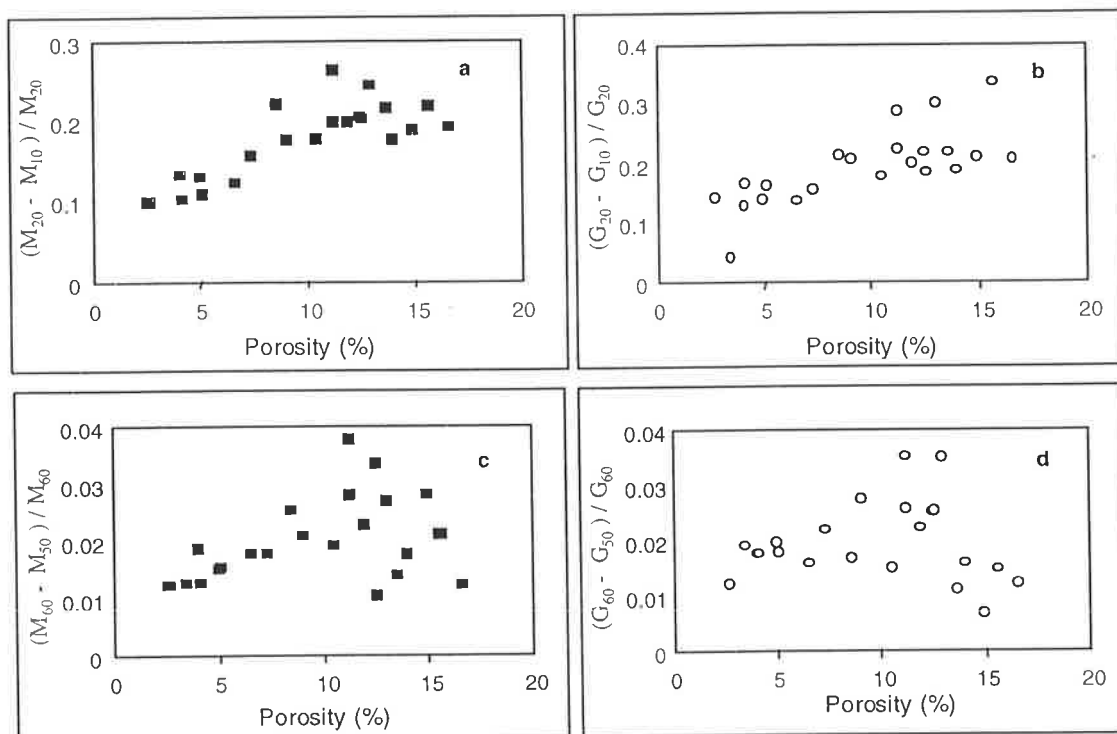 a
(M20 - M10) / M20
0.3
0.2
0.1
0
0 5 10 15 20
Porosity (%)
b
(G20 - G10) / G20
0.4
0.3
0.2
0.1
0
0 5 10 15 20
Porosity (%)
c
(M60 - M50) / M60
0.04
0.03
0.02
0.01
0
0 5 10 15 20
Porosity (%)
d
(G60 - G50) / G60
0.04
0.03
0.02
0.01
0
0 5 10 15 20
Porosity (%)